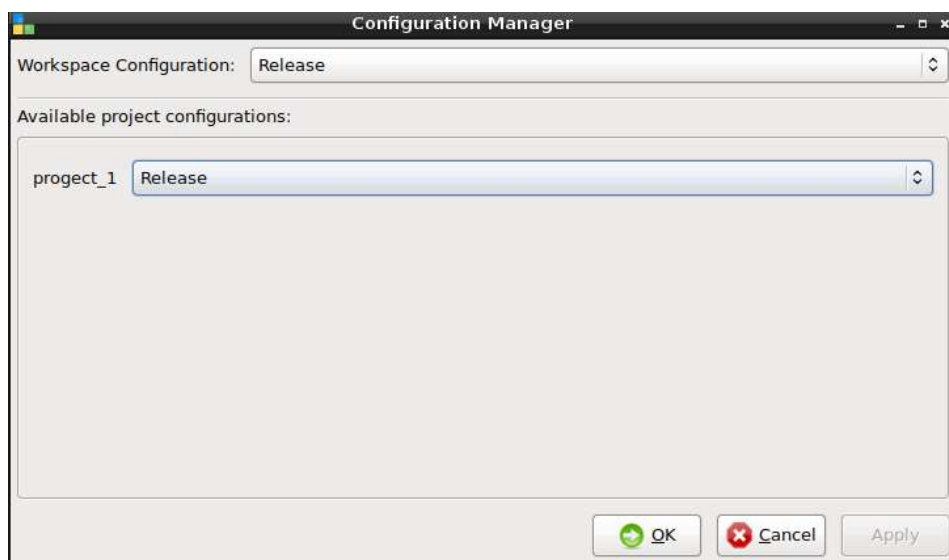 Configuration Manager
Workspace Configuration: Release
Available project configurations:
progect_1 Release
OK Cancel Apply